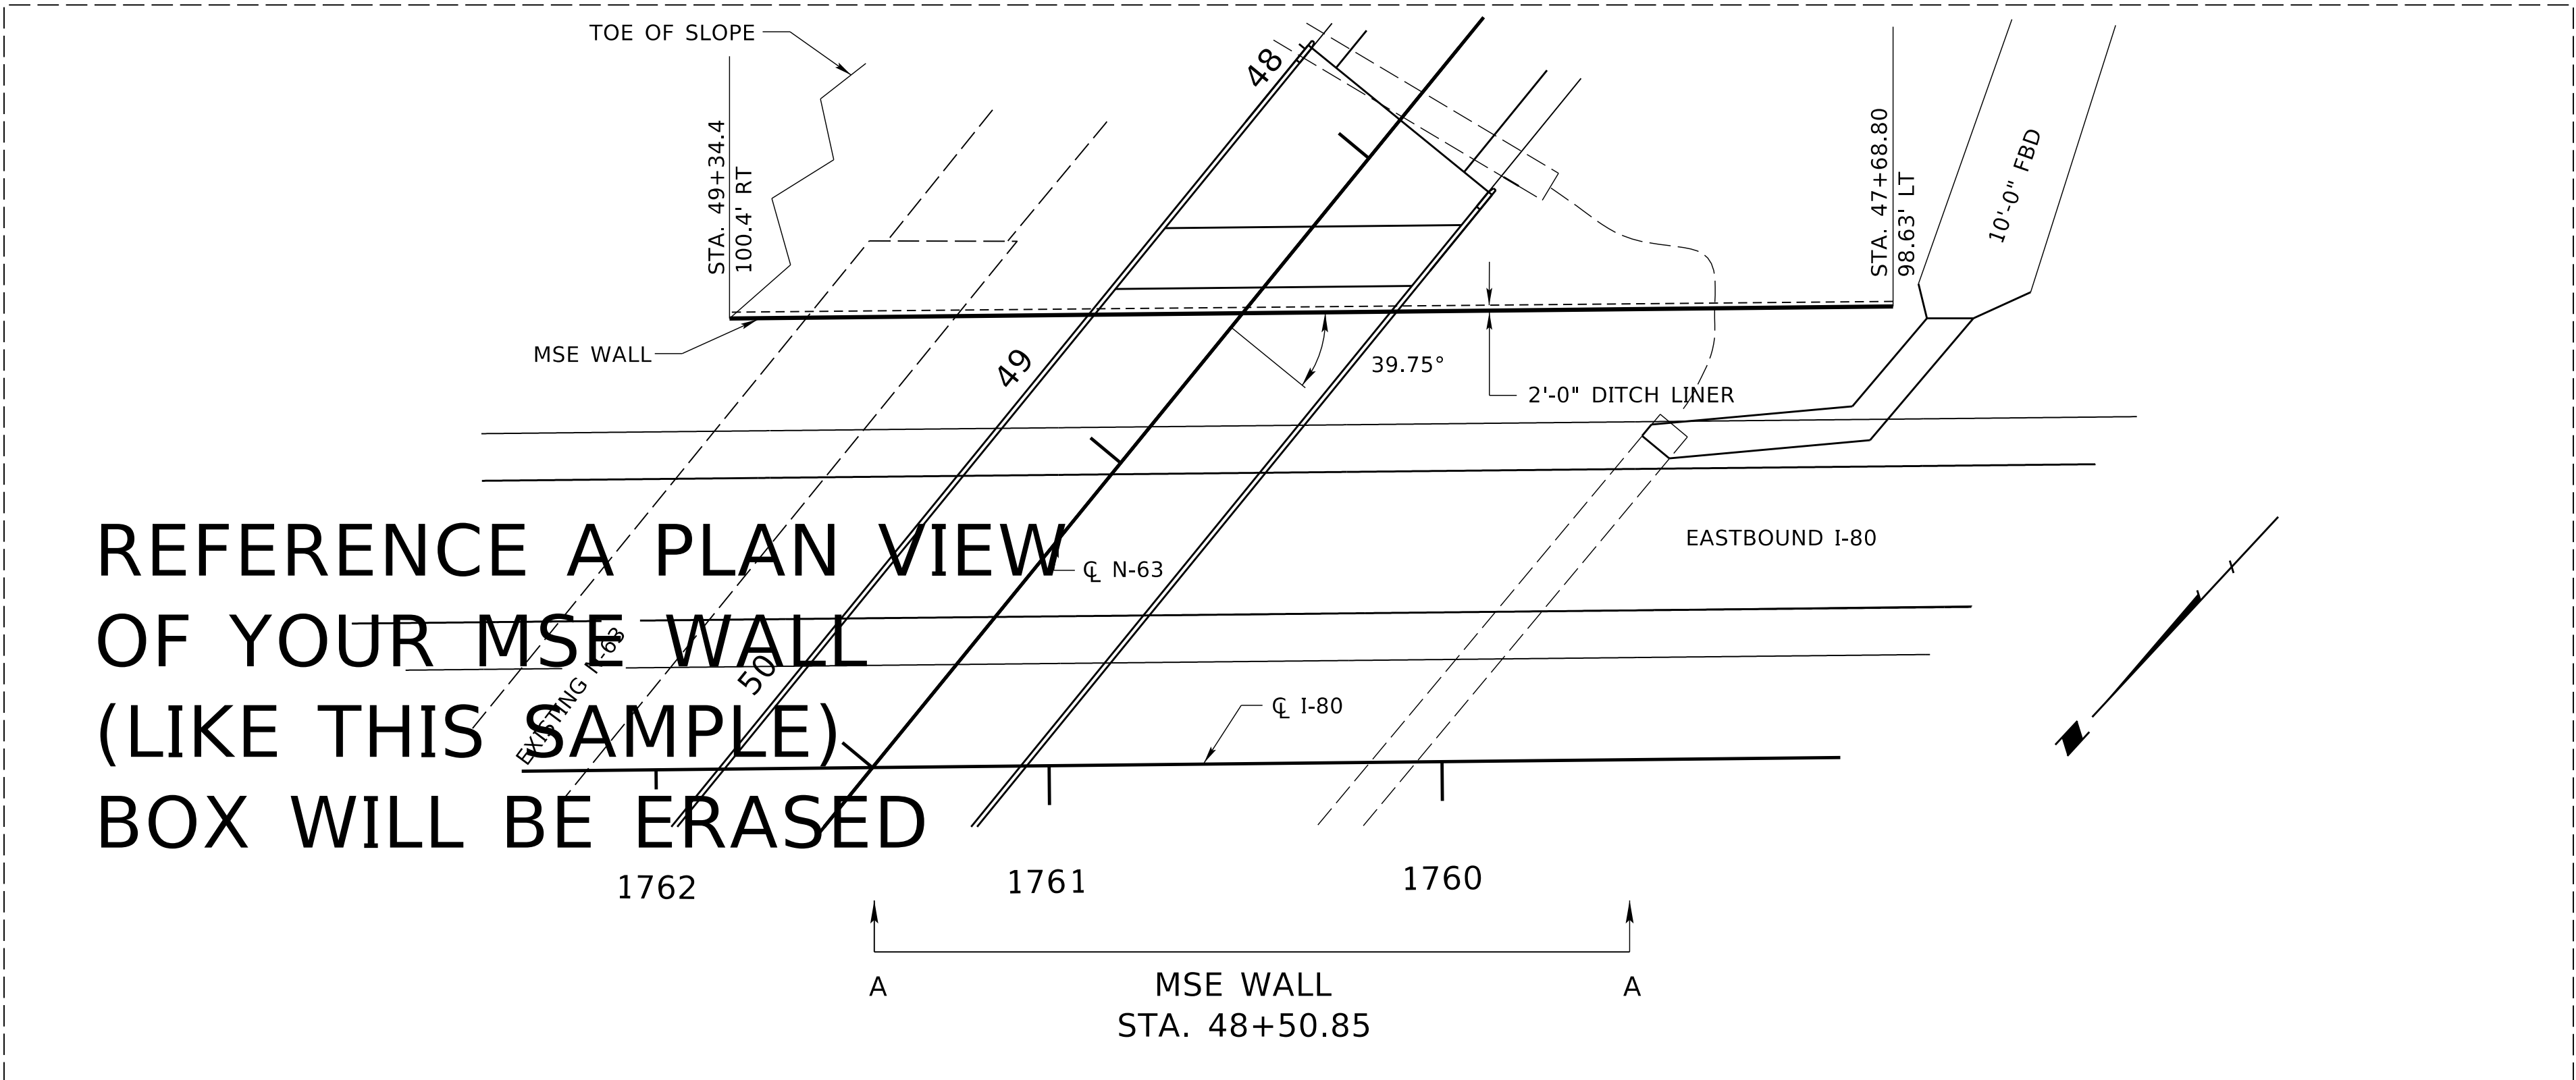 TOE OF SLOPE
48
STA. 49+34.4
100.4' RT
STA. 47+68.80
98.63' LT
10'-0" FBD
MSE WALL
49
39.75°
2'-0" DITCH LINER
EASTBOUND I-80
REFERENCE A PLAN VIEW
OF YOUR MSE WALL
(LIKE THIS SAMPLE)
BOX WILL BE ERASED
℄ N-63
EXISTING N-63
50
℄ I-80
1762
1761
1760
A
A
MSE WALL
STA. 48+50.85